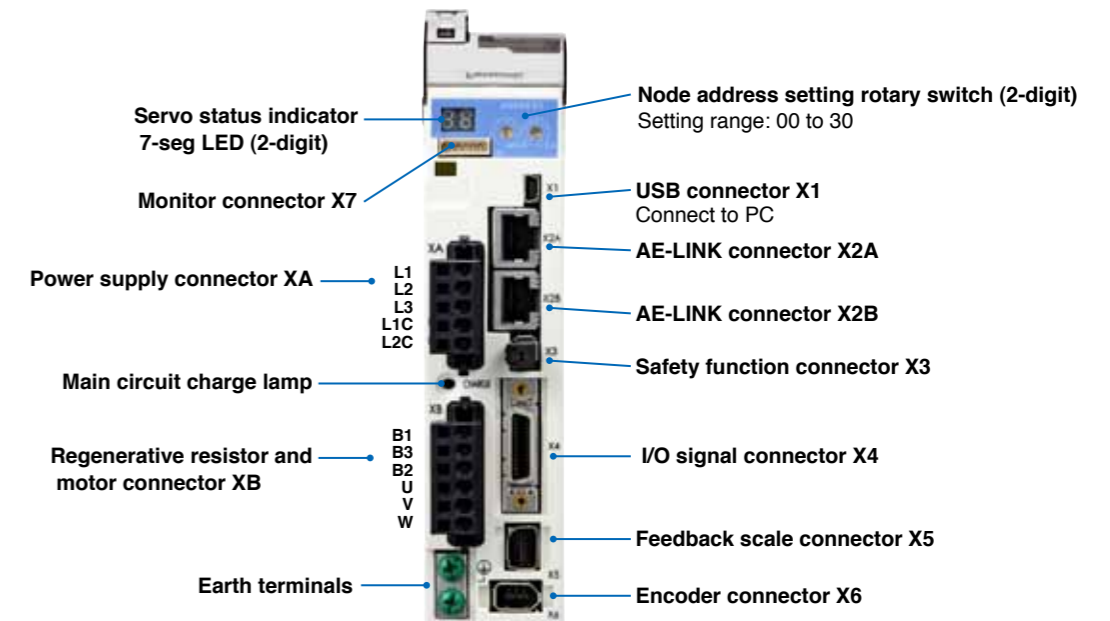 Servo status indicator
7-seg LED (2-digit)
Monitor connector X7
Power supply connector XA
L1
L2
L3
L1C
L2C
Main circuit charge lamp
Regenerative resistor and
motor connector XB
B1
B3
B2
U
V
W
Earth terminals
XA
CHARGE
XB
X1
X2A
X2B
X3
X4
X5
X6
Node address setting rotary switch (2-digit)
Setting range: 00 to 30
USB connector X1
Connect to PC
AE-LINK connector X2A
AE-LINK connector X2B
Safety function connector X3
I/O signal connector X4
Feedback scale connector X5
Encoder connector X6